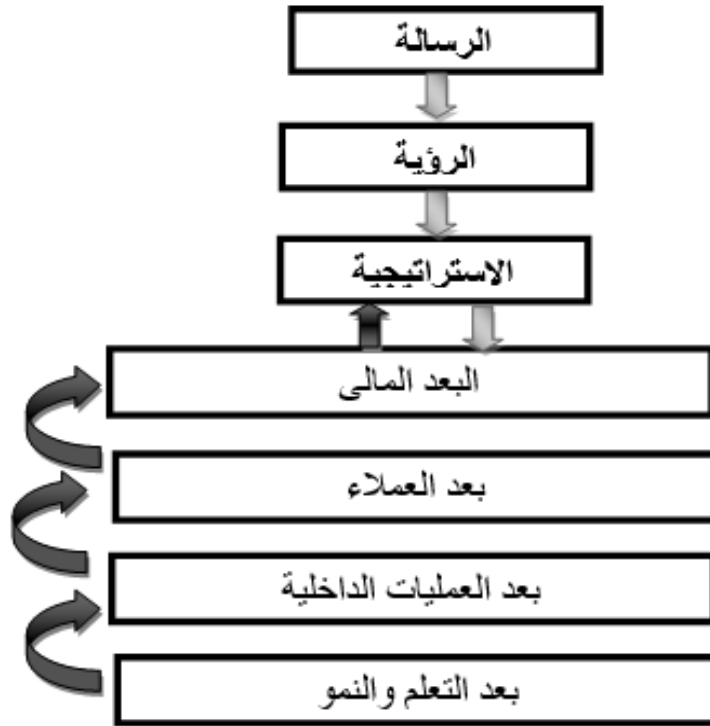 الرسالة
الرؤية
الاستراتيجية
البعد المالى
بعد العملاء
بعد العمليات الداخلية
بعد التعلم والنمو